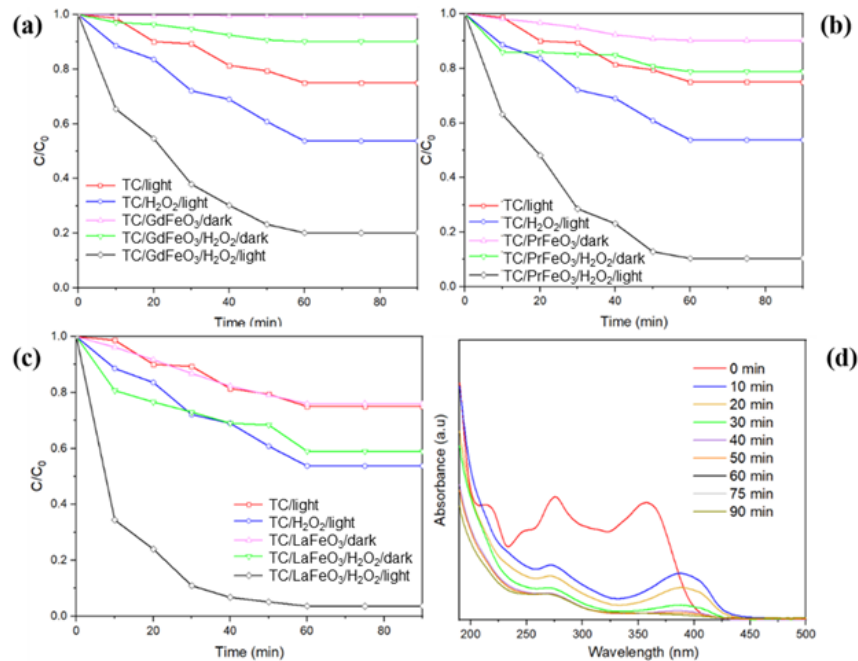 (a)
C/C₀
1.0
0.8
0.6
0.4
0.2
0.0
TC/light
TC/H₂O₂/light
TC/GdFeO₃/dark
TC/GdFeO₃/H₂O₂/dark
TC/GdFeO₃/H₂O₂/light
0 20 40 60 80
Time (min)
(b)
C/C₀
1.0
0.8
0.6
0.4
0.2
0.0
TC/light
TC/H₂O₂/light
TC/PrFeO₃/dark
TC/PrFeO₃/H₂O₂/dark
TC/PrFeO₃/H₂O₂/light
0 20 40 60 80
Time (min)
(c)
C/C₀
1.0
0.8
0.6
0.4
0.2
0.0
TC/light
TC/H₂O₂/light
TC/LaFeO₃/dark
TC/LaFeO₃/H₂O₂/dark
TC/LaFeO₃/H₂O₂/light
0 20 40 60 80
Time (min)
(d)
Absorbance (a.u)
0 min
10 min
20 min
30 min
40 min
50 min
60 min
75 min
90 min
200 250 300 350 400 450 500
Wavelength (nm)